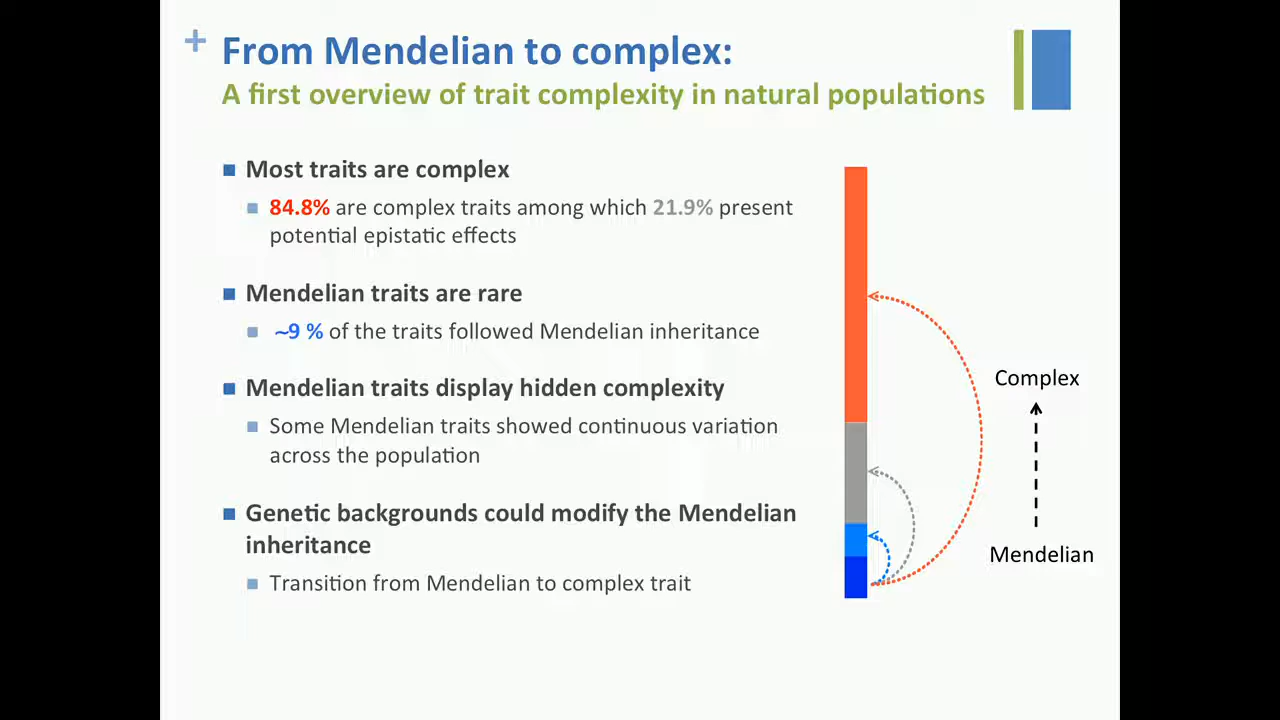 + From Mendelian to complex:
A first overview of trait complexity in natural populations
Most traits are complex
84.8% are complex traits among which 21.9% present
potential epistatic effects
Mendelian traits are rare
~9 % of the traits followed Mendelian inheritance
Mendelian traits display hidden complexity
Some Mendelian traits showed continuous variation
across the population
Genetic backgrounds could modify the Mendelian
inheritance
Transition from Mendelian to complex trait
Complex
Mendelian